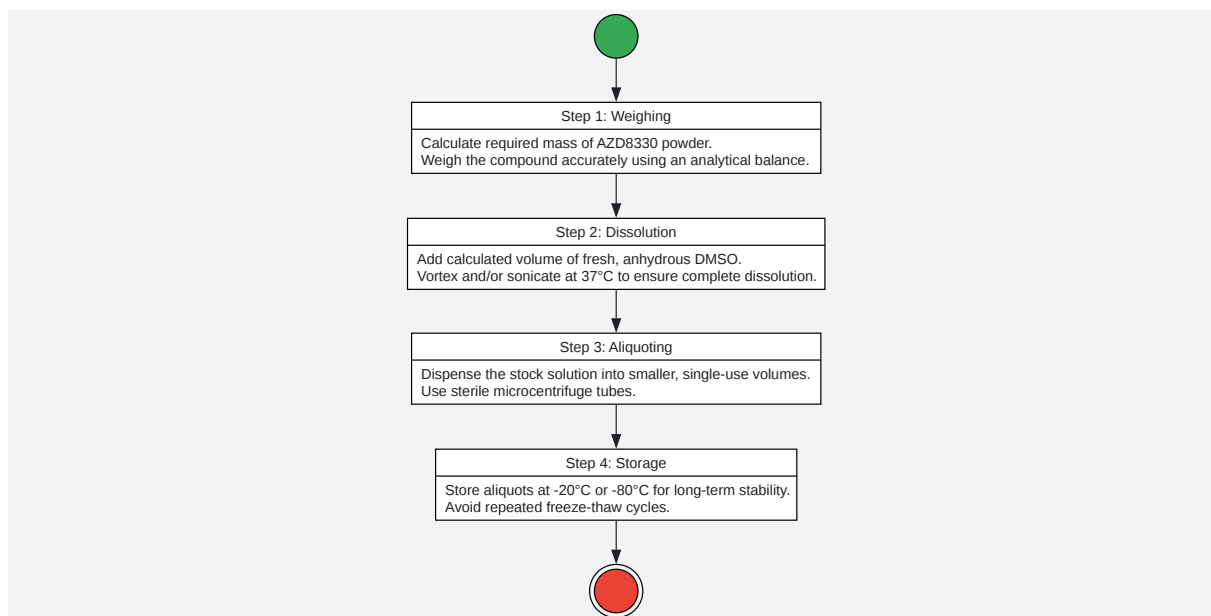 Step 1: Weighing
Calculate required mass of AZD8330 powder.
Weigh the compound accurately using an analytical balance.
Step 2: Dissolution
Add calculated volume of fresh, anhydrous DMSO.
Vortex and/or sonicate at 37°C to ensure complete dissolution.
Step 3: Aliquoting
Dispense the stock solution into smaller, single-use volumes.
Use sterile microcentrifuge tubes.
Step 4: Storage
Store aliquots at -20°C or -80°C for long-term stability.
Avoid repeated freeze-thaw cycles.